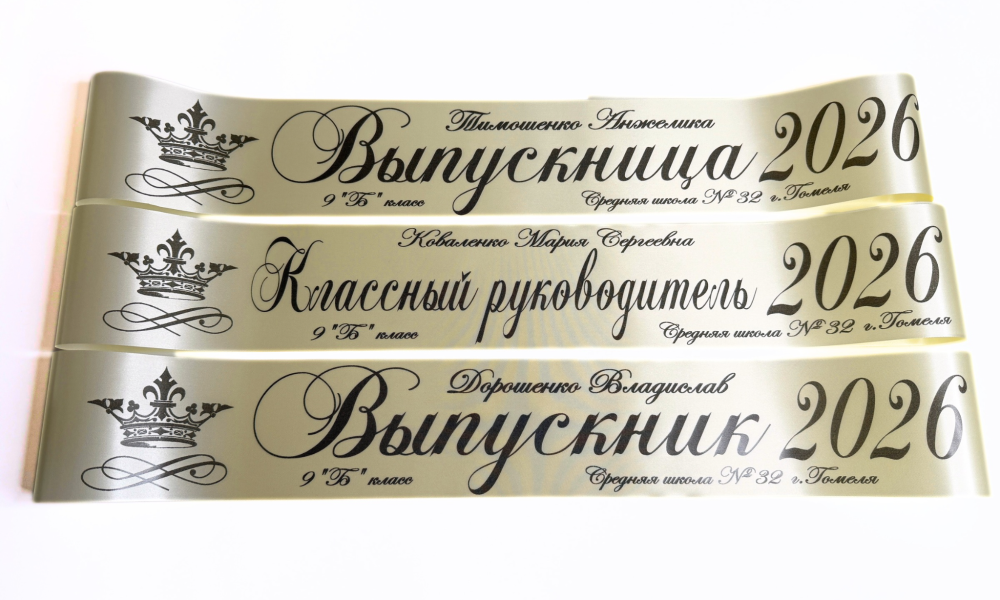 Тимошенко Анжелика
Выпускница 2026
9 "Б" класс Средняя школа № 32 г.Гомеля
Коваленко Мария Сергеевна
Классный руководитель 2026
9 "Б" класс Средняя школа № 32 г.Гомеля
Дорошенко Владислав
Выпускник 2026
9 "Б" класс Средняя школа № 32 г.Гомеля